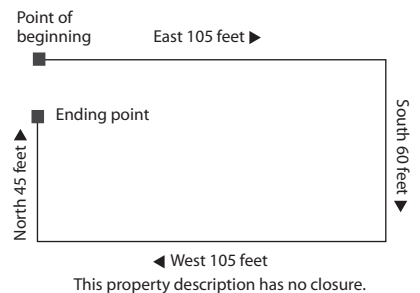 Point of
beginning
East 105 feet ▶
Ending point
North 45 feet ▶
South 60 feet ▶
◀ West 105 feet
This property description has no closure.